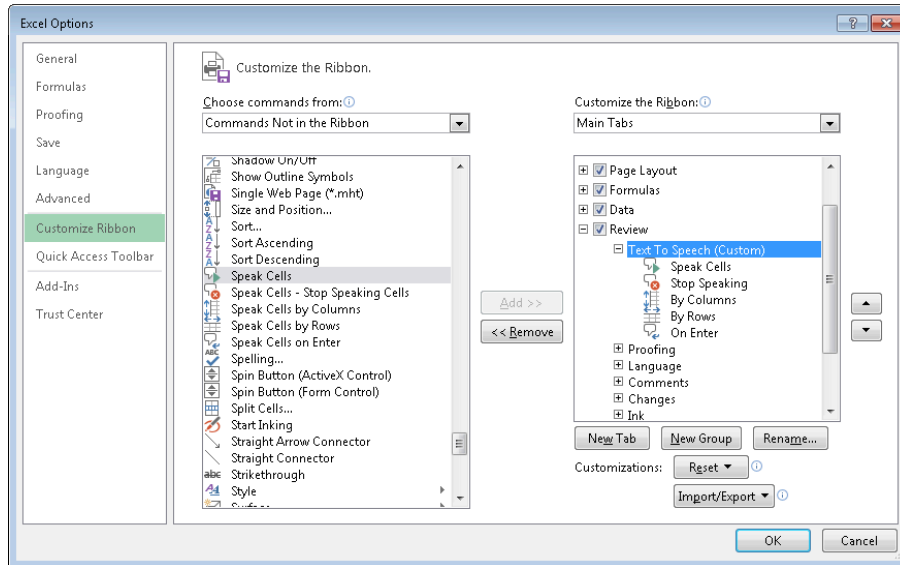 Excel Options
General
Formulas
Proofing
Save
Language
Advanced
Customize Ribbon
Quick Access Toolbar
Add-Ins
Trust Center
Customize the Ribbon.
Choose commands from:
Commands Not in the Ribbon
Shadow On/Off
Show Outline Symbols
Single Web Page (*.mht)
Size and Position...
Sort...
Sort Ascending
Sort Descending
Speak Cells
Speak Cells - Stop Speaking Cells
Speak Cells by Columns
Speak Cells by Rows
Speak Cells on Enter
Spelling...
Spin Button (ActiveX Control)
Spin Button (Form Control)
Split Cells...
Start Inking
Straight Arrow Connector
Straight Connector
abc Strikethrough
Style
Add >>
<< Remove
Customize the Ribbon:
Main Tabs
Page Layout
Formulas
Data
Review
Text To Speech (Custom)
Speak Cells
Stop Speaking
By Columns
By Rows
On Enter
Proofing
Language
Comments
Changes
Ink
New Tab
New Group
Rename...
Customizations:
Reset
Import/Export
OK
Cancel